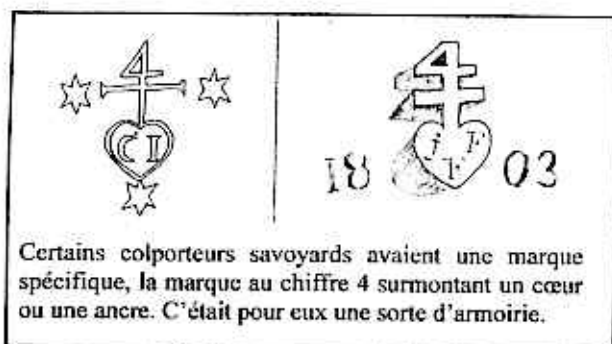 4
C I
4
i F
F
18 03
Certains colporteurs savoyards avaient une marque
spécifique, la marque au chiffre 4 surmontant un cœur
ou une ancre. C'était pour eux une sorte d'armoirie.